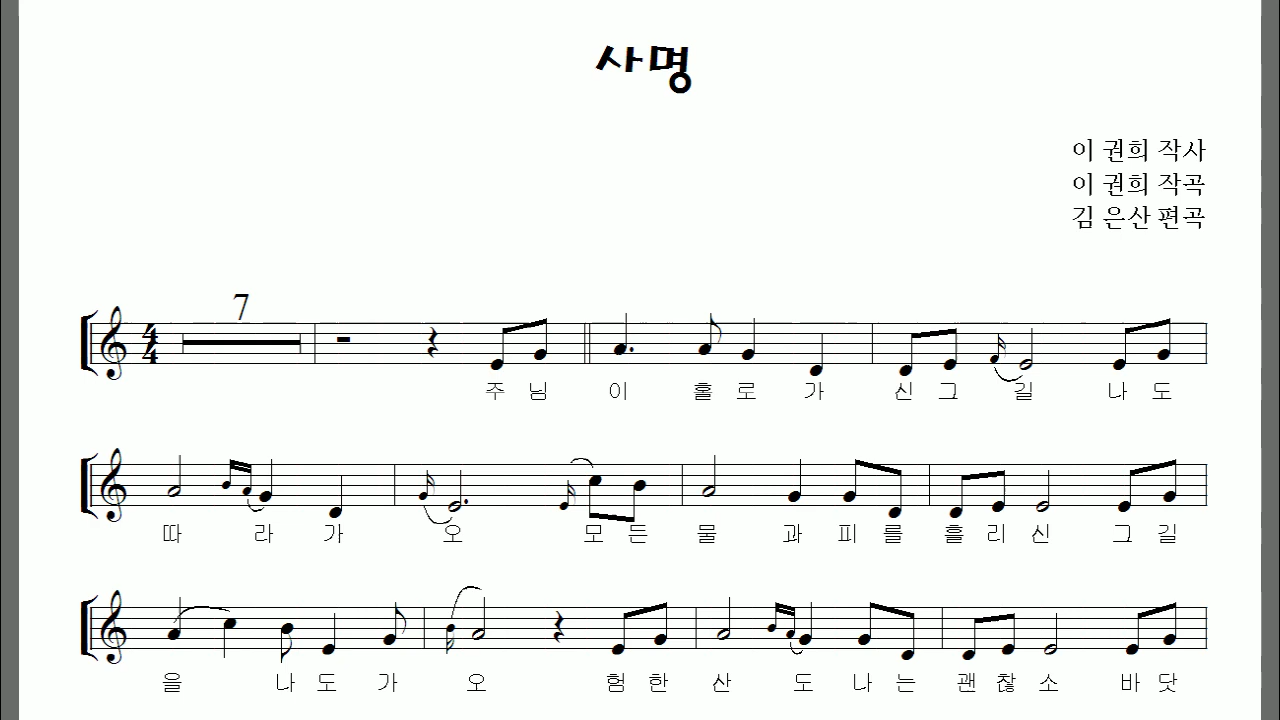 사명
이 권희 작사
이 권희 작곡
김 은산 편곡
7
4
4
주 님 이 홀 로 가 신 그 길 나 도
따 라 가 오 모 든 물 과 피 를 흘 리 신 그 길
을 나 도 가 오 험 한 산 도 나 는 괜 찮 소 바 닷